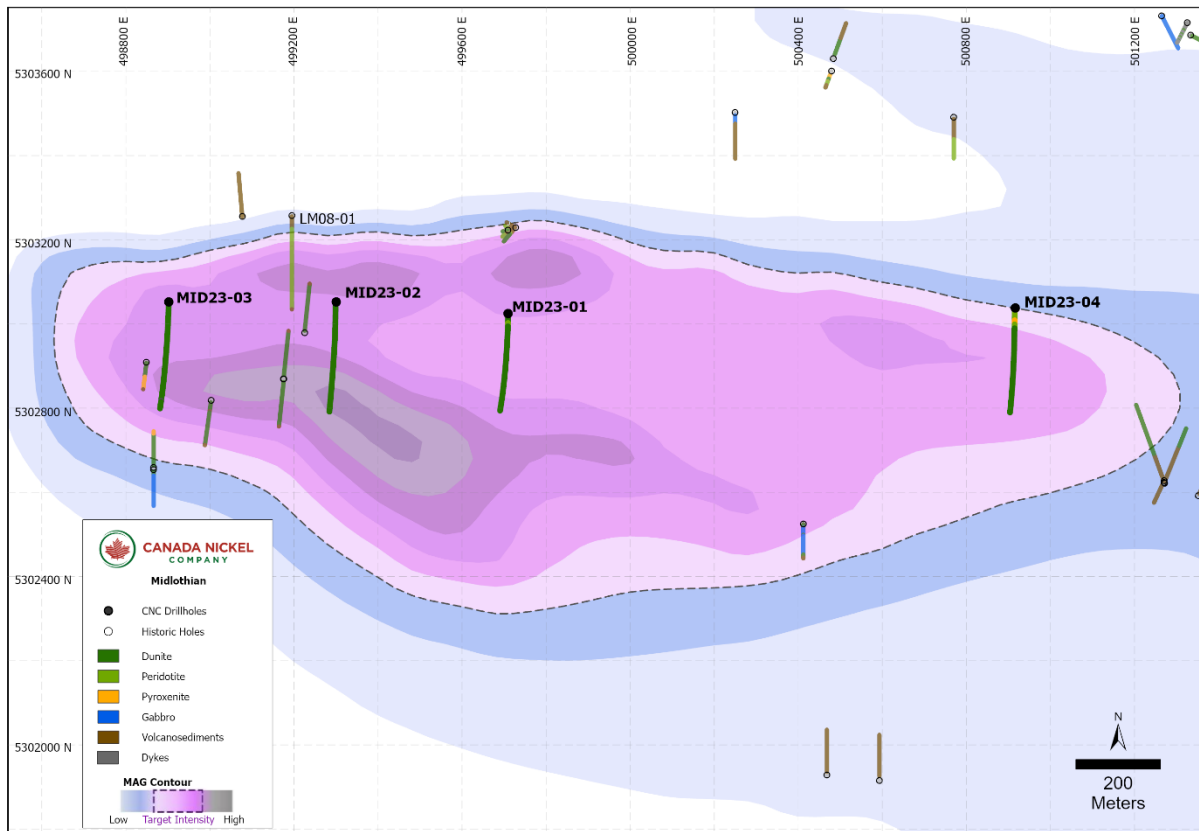 498800 E
499200 E
499600 E
500000 E
500400 E
500800 E
501200 E
5303600 N
5303200 N
5302800 N
5302400 N
5302000 N
LM08-01
MID23-03
MID23-02
MID23-01
MID23-04
CANADA NICKEL
COMPANY
Midlothian
CNC Drillholes
Historic Holes
Dunite
Peridotite
Pyroxenite
Gabbro
Volcanosediments
Dykes
MAG Contour
Low Target Intensity High
N
200
Meters